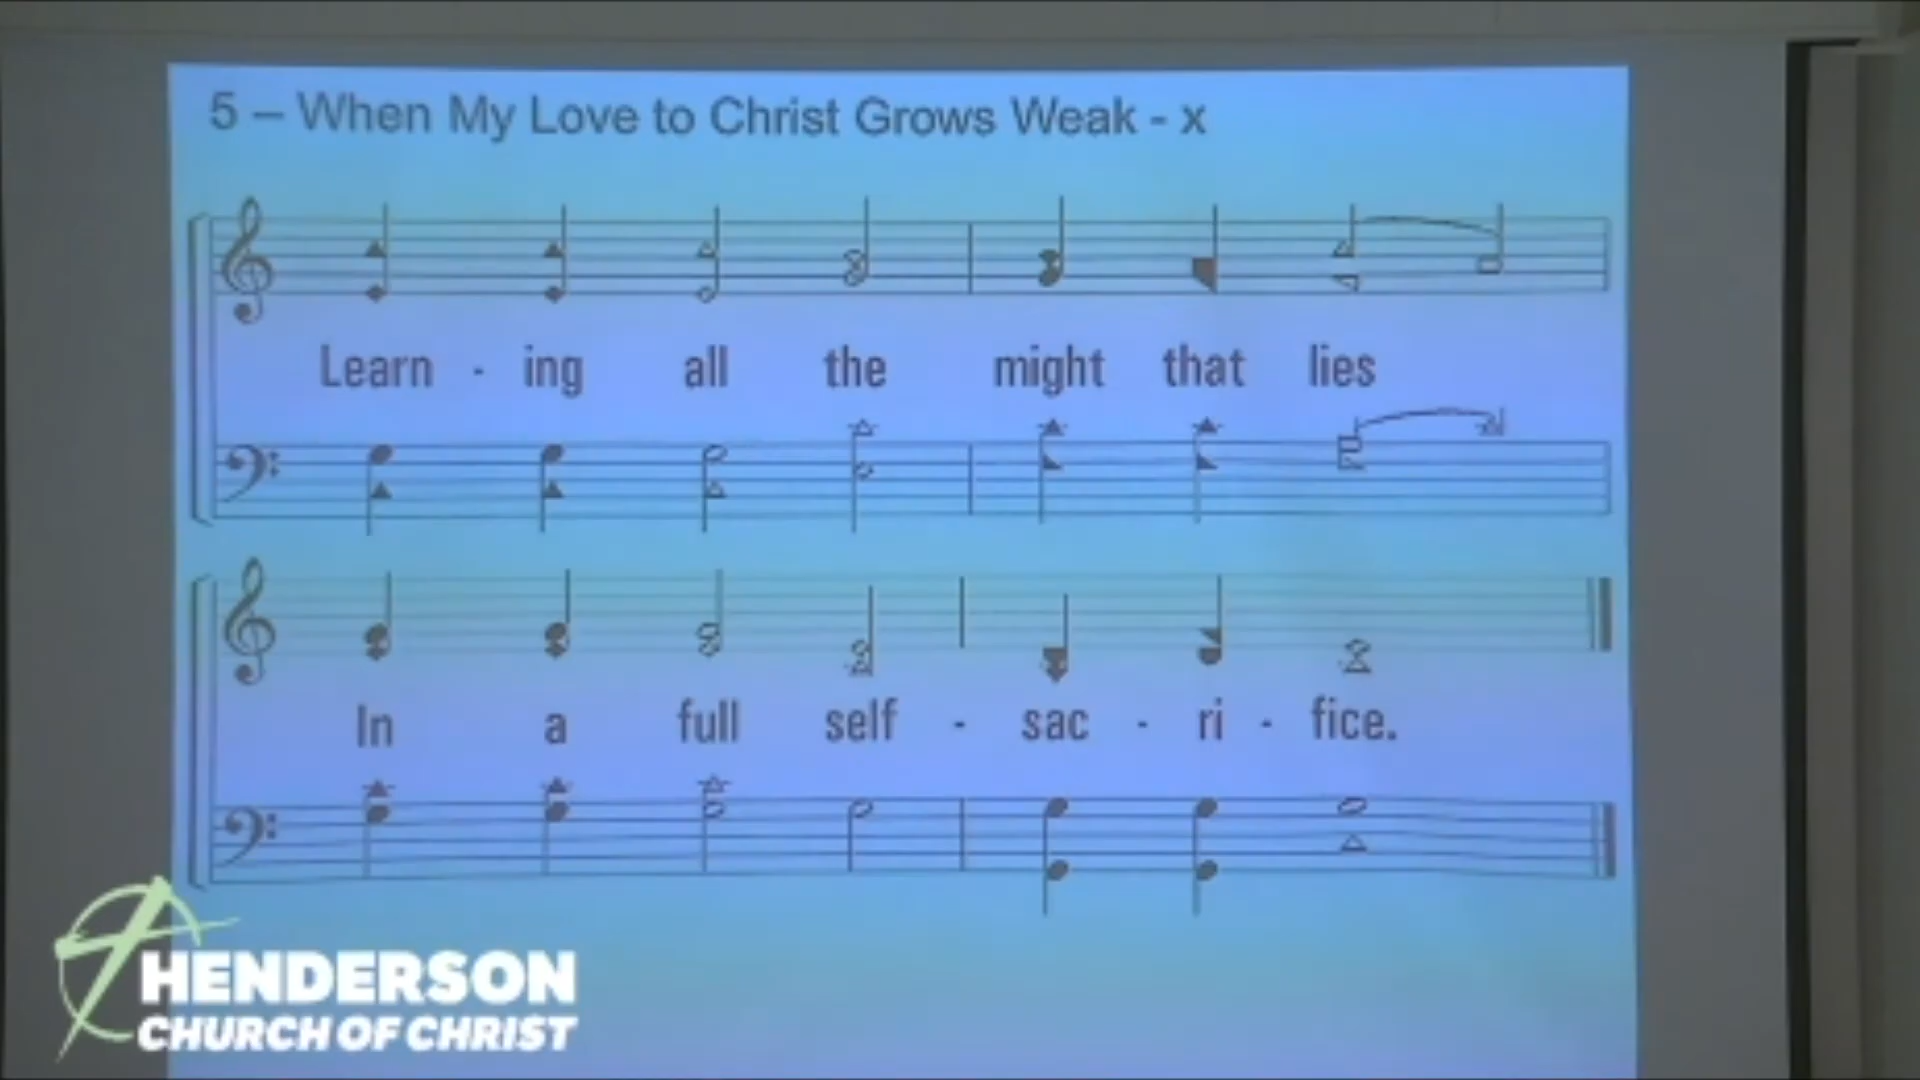 5 – When My Love to Christ Grows Weak - x
Learn - ing all the might that lies
In a full self - sac - ri - fice.
HENDERSON
CHURCH OF CHRIST